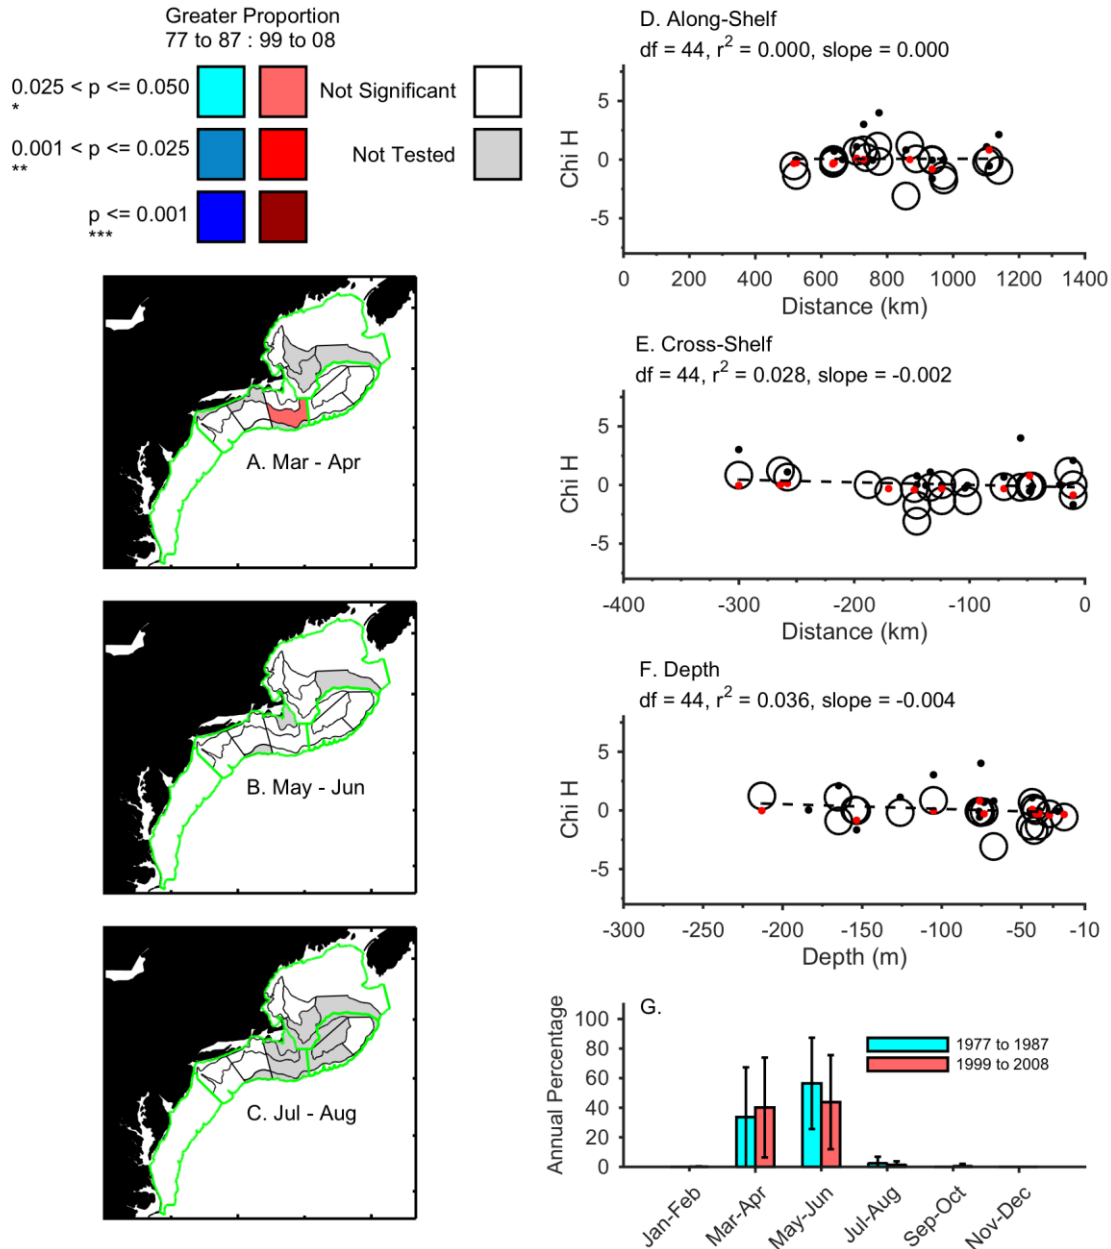 Greater Proportion
77 to 87 : 99 to 08
0.025 < p <= 0.050
*
Not Significant
0.001 < p <= 0.025
**
Not Tested
p <= 0.001
***
A. Mar - Apr
B. May - Jun
C. Jul - Aug
D. Along-Shelf
df = 44, r² = 0.000, slope = 0.000
Chi H
5
0
-5
0 200 400 600 800 1000 1200 1400
Distance (km)
E. Cross-Shelf
df = 44, r² = 0.028, slope = -0.002
Chi H
5
0
-5
-400 -300 -200 -100 0
Distance (km)
F. Depth
df = 44, r² = 0.036, slope = -0.004
Chi H
5
0
-5
-300 -250 -200 -150 -100 -50 -10
Depth (m)
G.
Annual Percentage
100
80
60
40
20
0
1977 to 1987
1999 to 2008
Jan-Feb
Mar-Apr
May-Jun
Jul-Aug
Sep-Oct
Nov-Dec